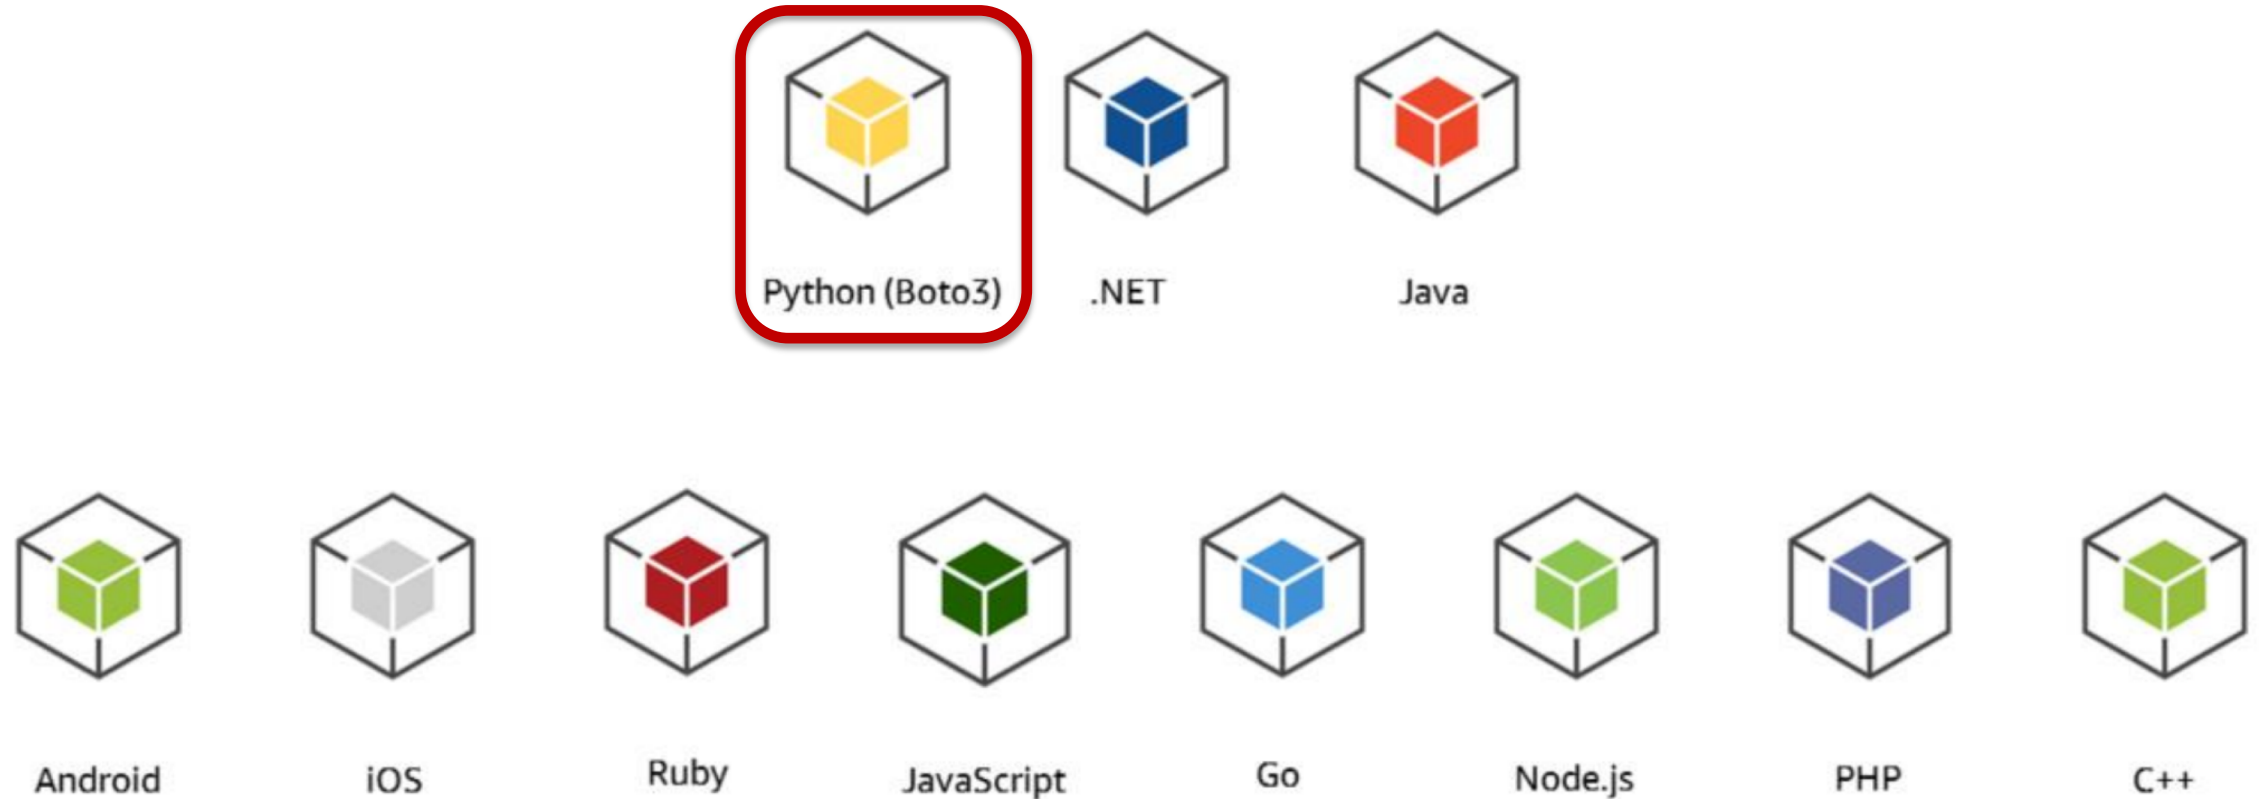 Python (Boto3) .NET Java
Android iOS Ruby JavaScript Go Node.js PHP C++